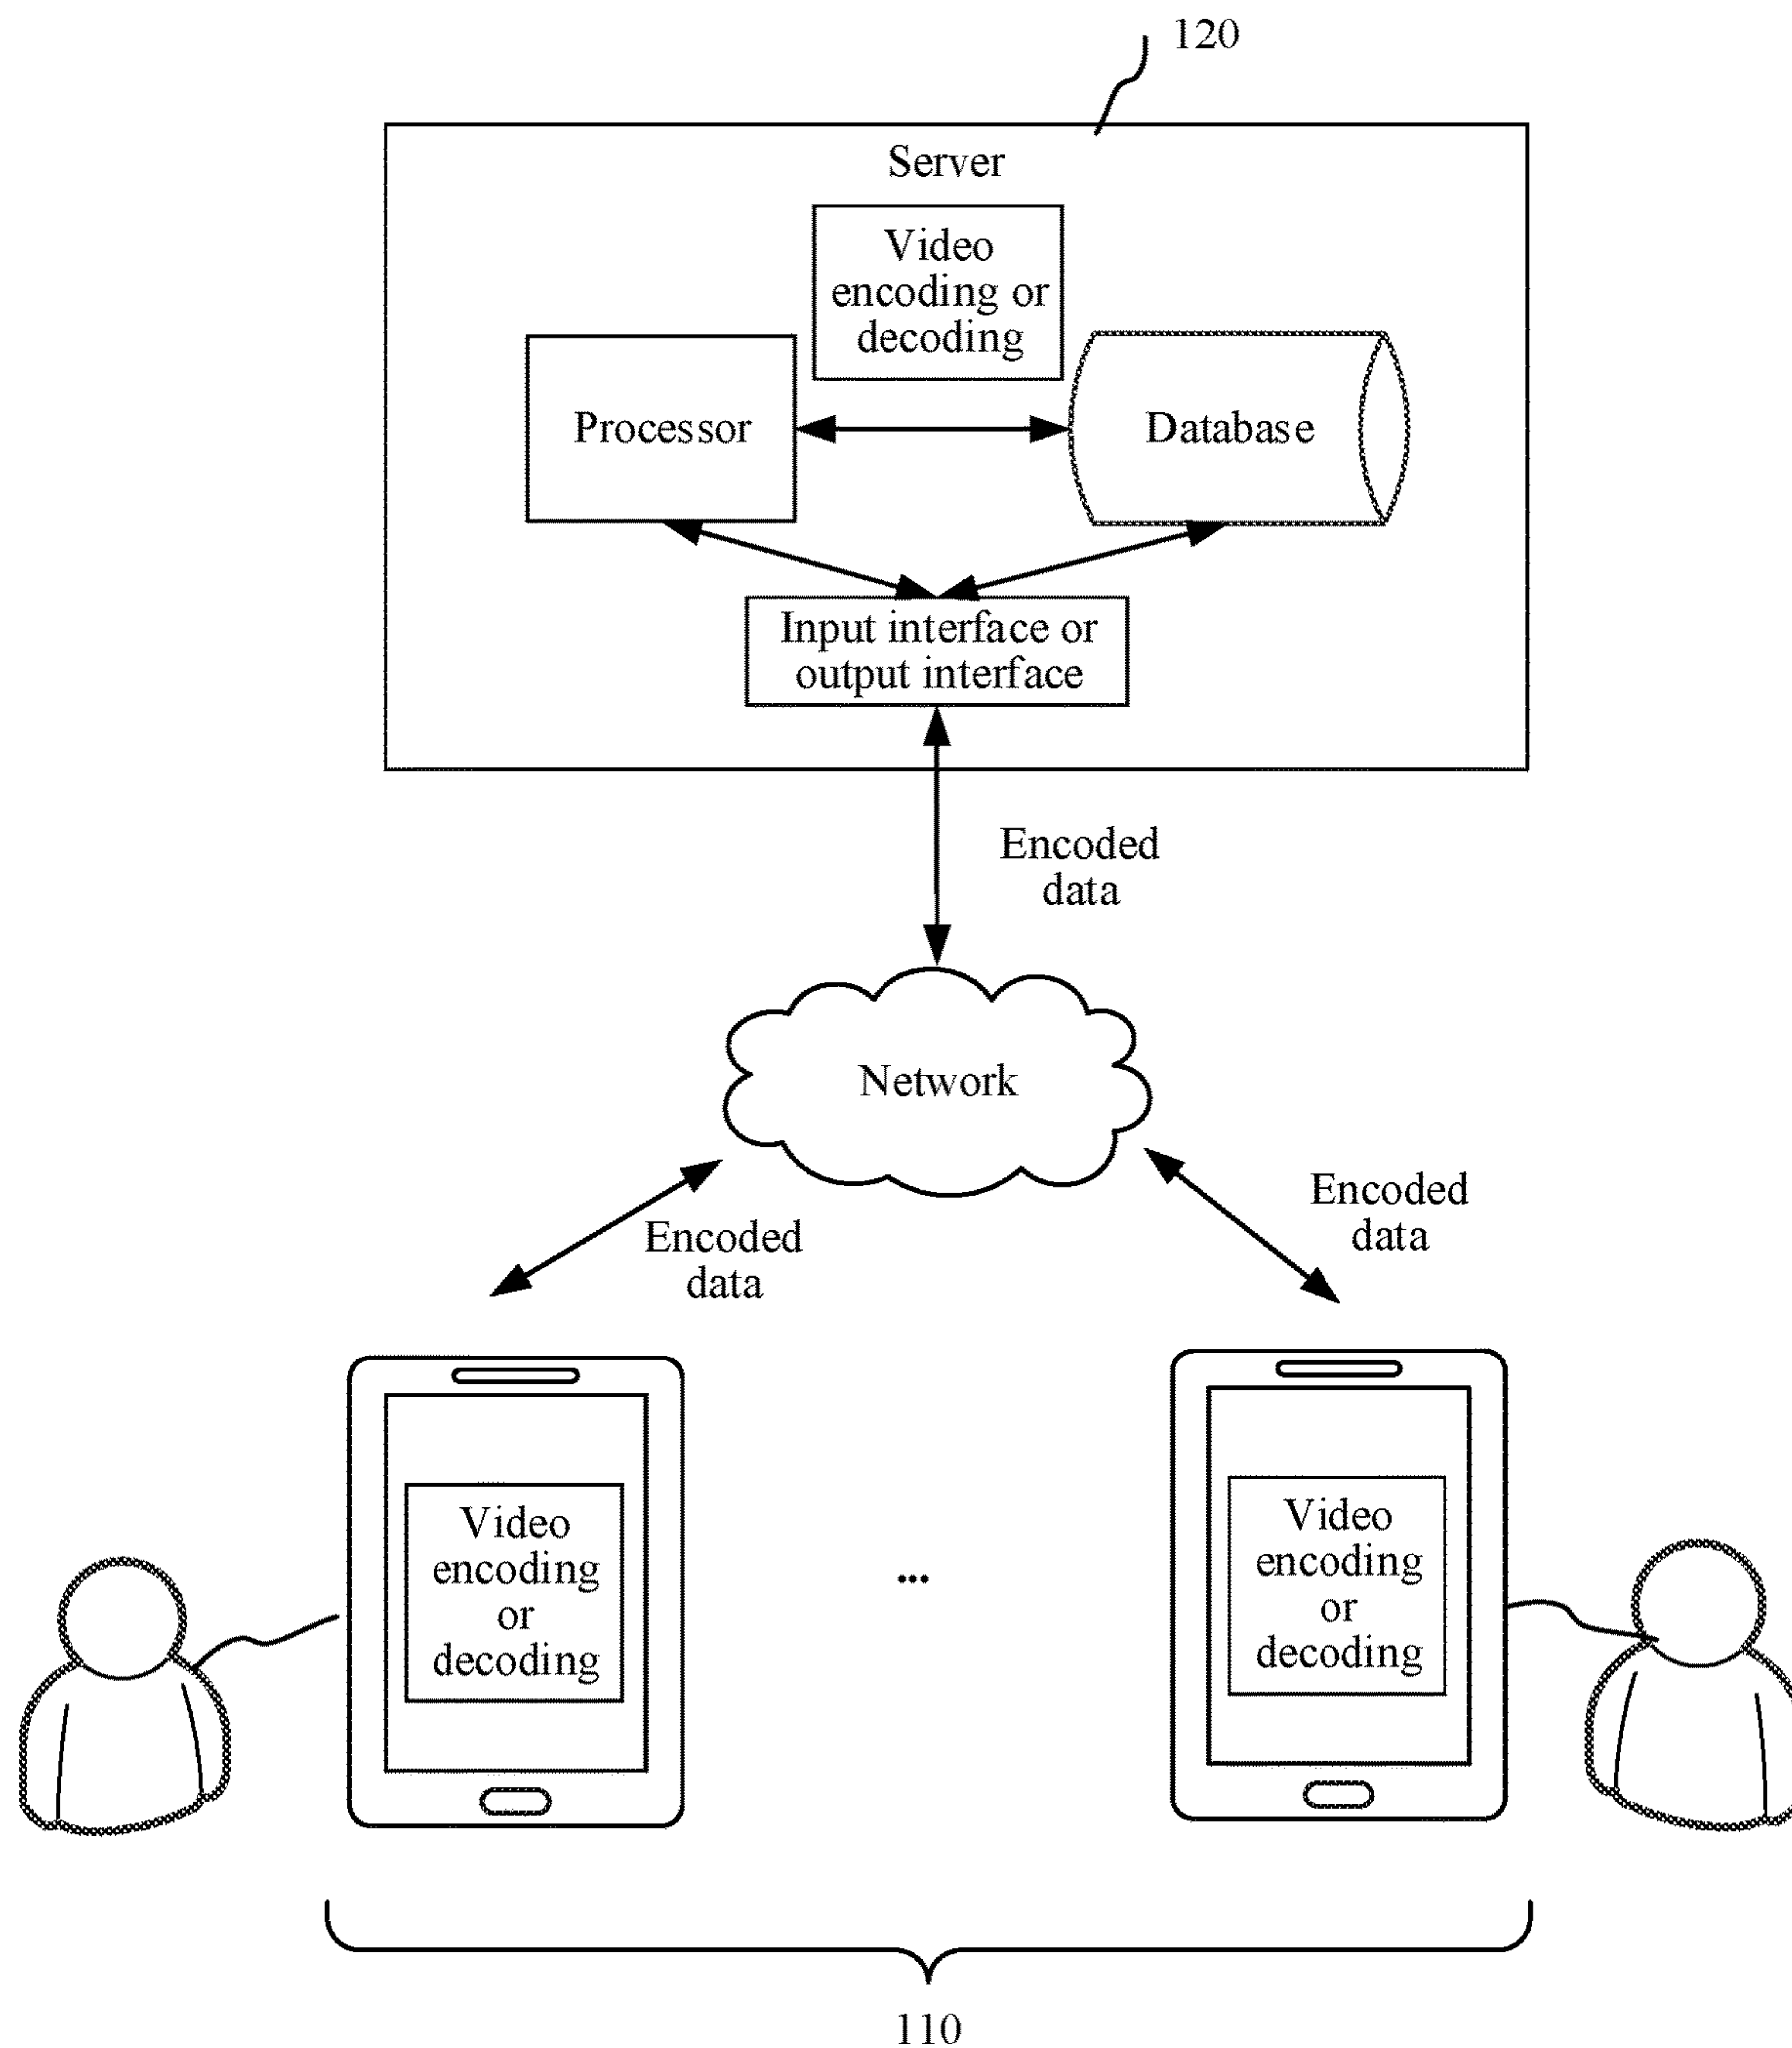 120
Server
Video
encoding or
decoding
Processor
Database
Input interface or
output interface
Encoded
data
Network
Encoded
data
Encoded
data
Video
encoding
or
decoding
...
Video
encoding
or
decoding
110